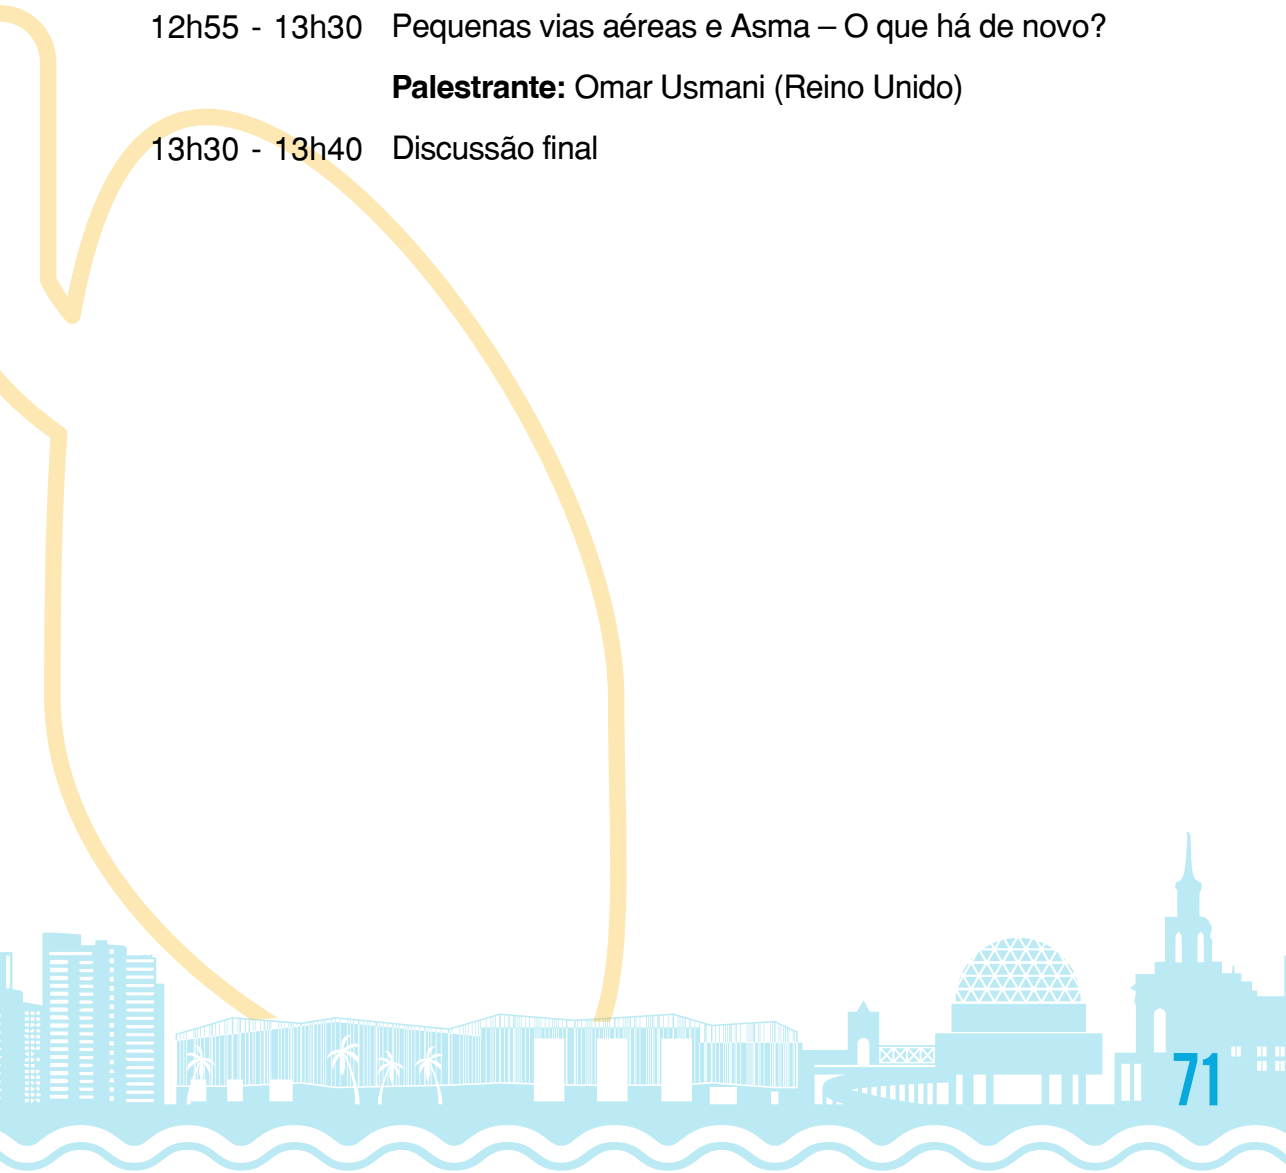 12h55 - 13h30 Pequenas vias aéreas e Asma – O que há de novo?
Palestrante: Omar Usmani (Reino Unido)
13h30 - 13h40 Discussão final
71